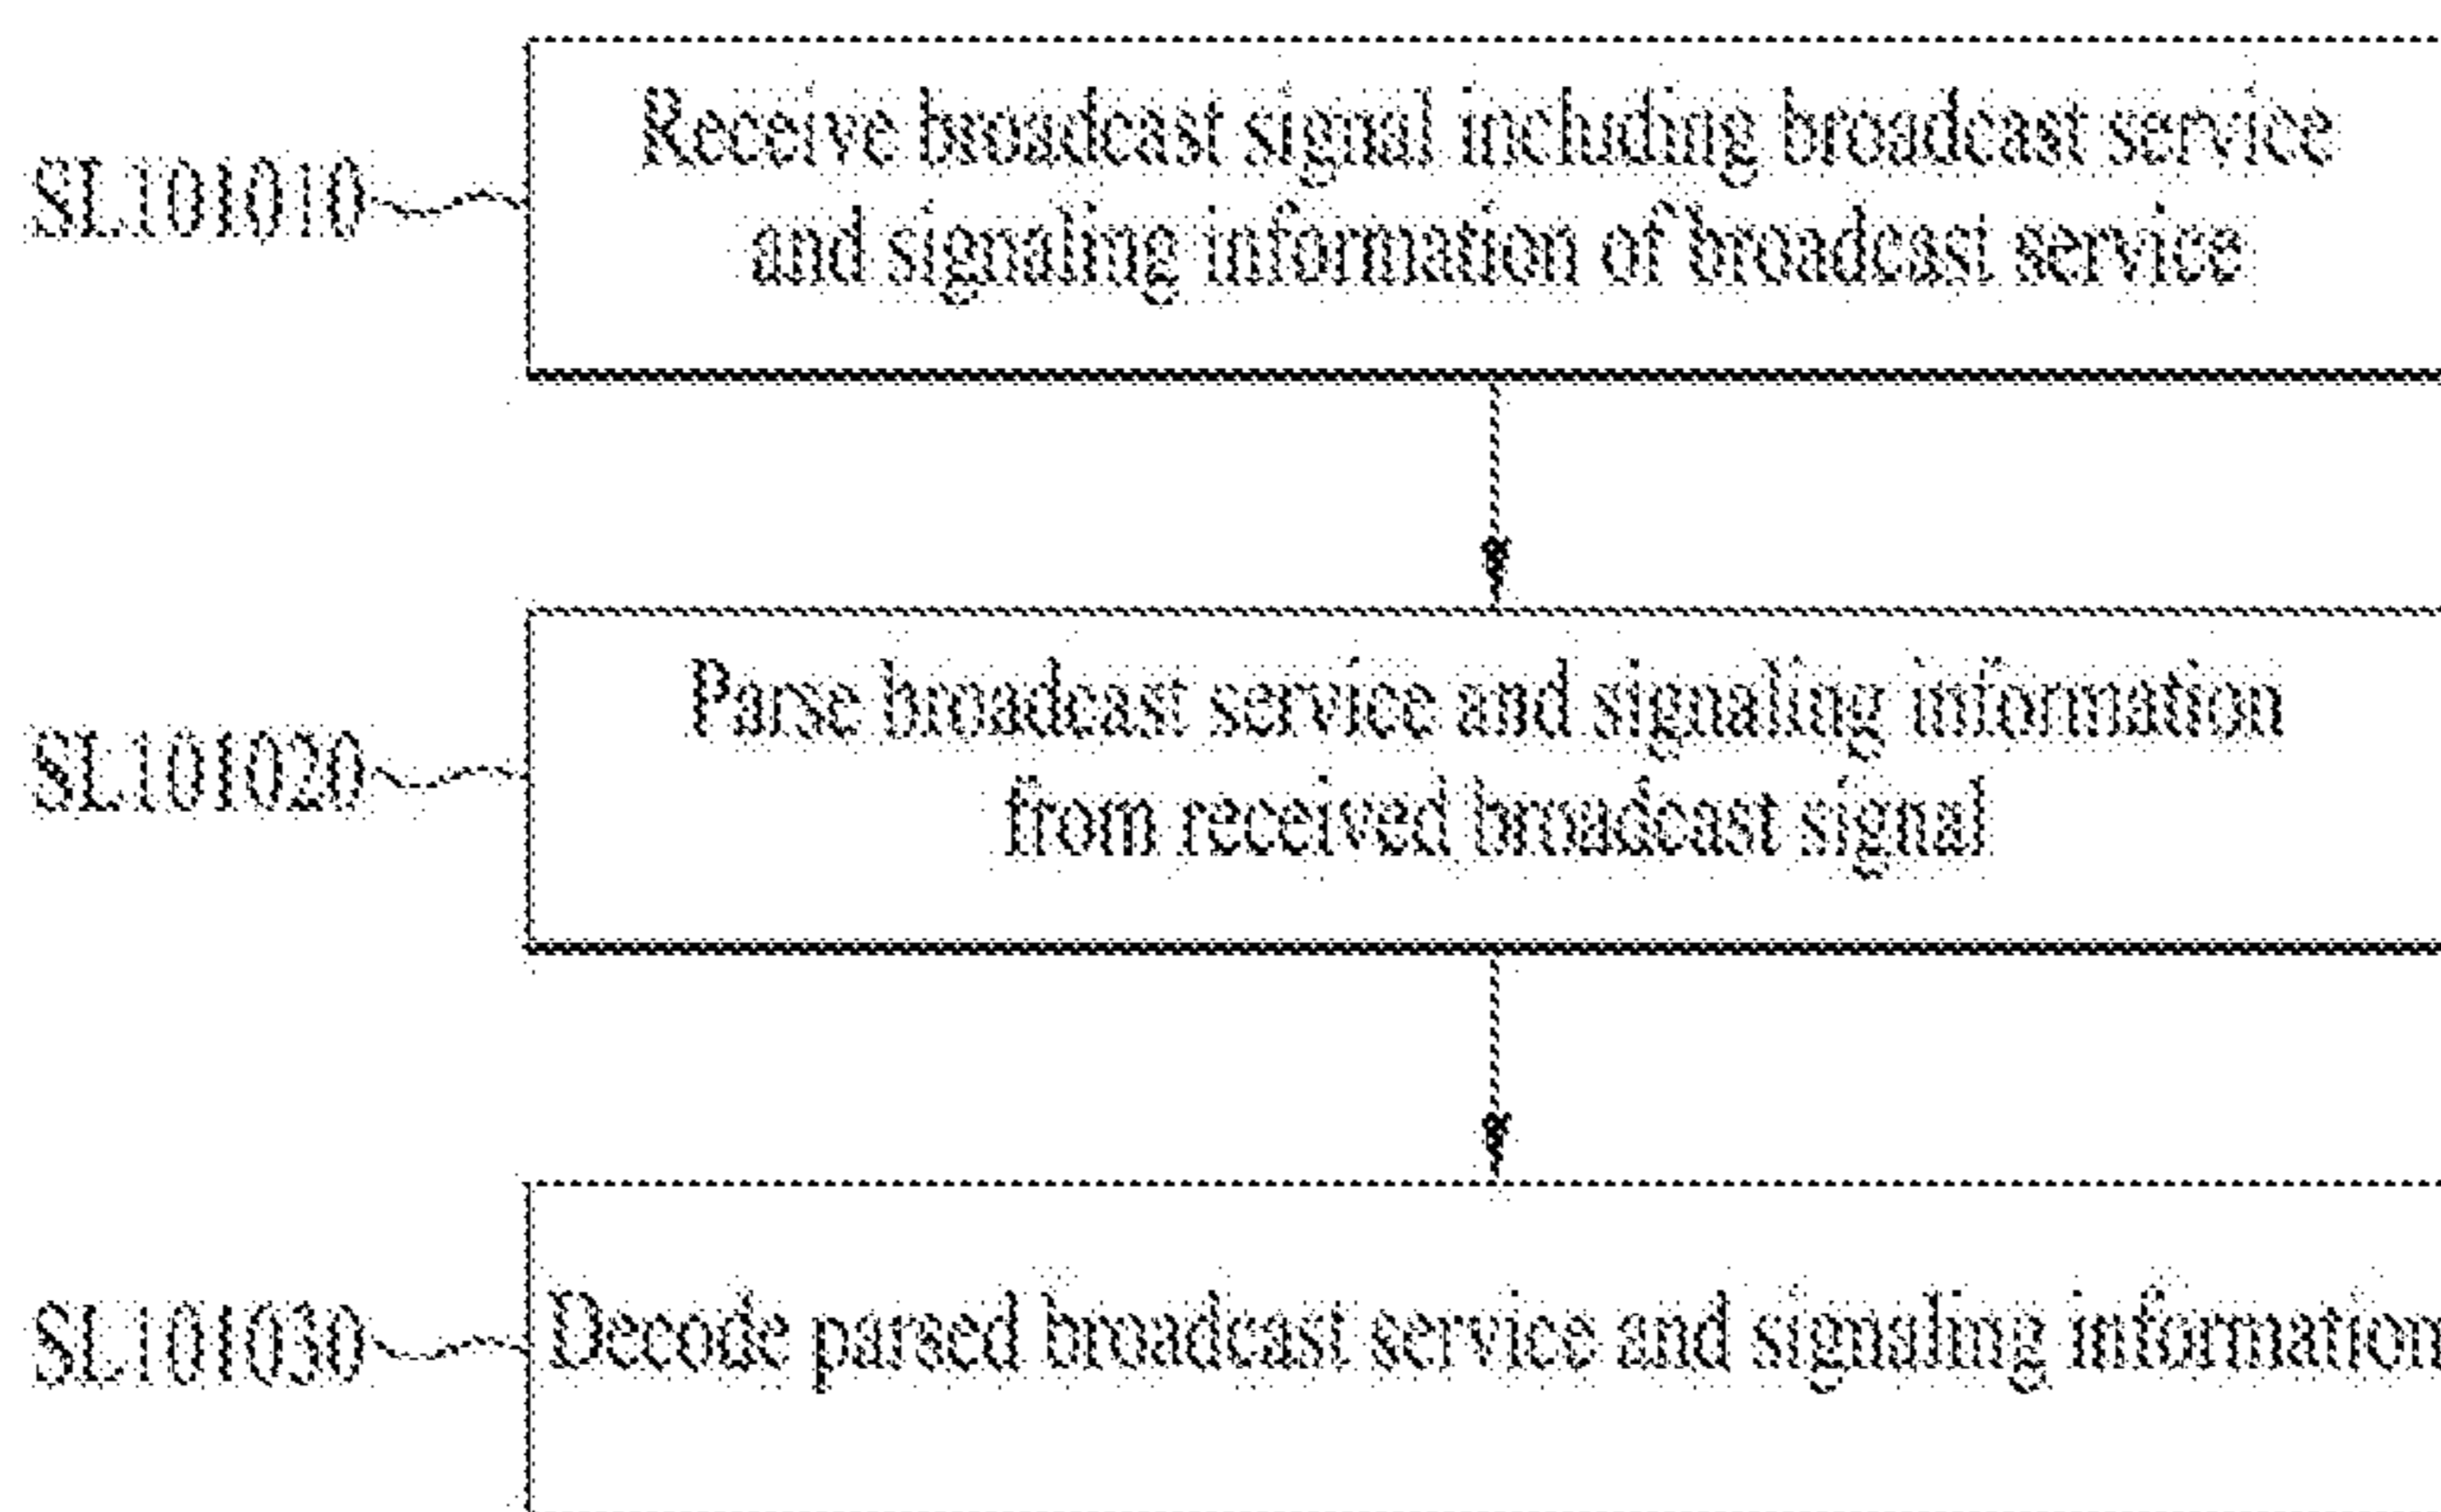 SL101010
Receive broadcast signal including broadcast service
and signaling information of broadcast service
SL101020
Parse broadcast service and signaling information
from received broadcast signal
SL101030
Decode parsed broadcast service and signaling information